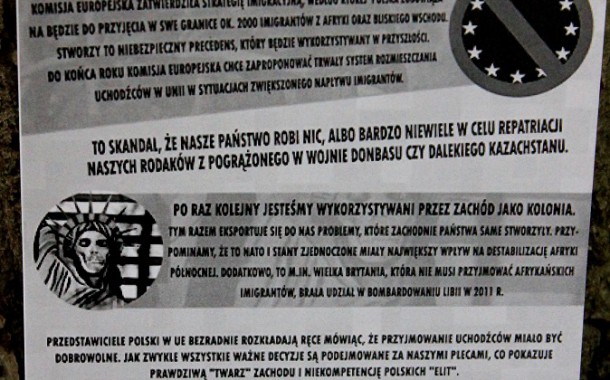 KOMISJA EUROPEJSKA ZATWIERDZIŁA STRATEGIĘ IMIGRACYJNĄ, WEDŁUG KTÓREJ POLSKA
NA BĘDZIE DO PRZYJĘCIA W SWE GRANICE OK. 2000 IMIGRANTÓW Z AFRYKI ORAZ BLISKIEGO WSCHODU.
STWORZY TO NIEBEZPIECZNY PRECEDENS, KTÓRY BĘDZIE WYKORZYSTYWANY W PRZYSZŁOŚCI.
DO KOŃCA ROKU KOMISJA EUROPEJSKA CHCE ZAPROPONOWAĆ TRWAŁY SYSTEM ROZMIESZCZANIA
UCHODŹCÓW W UNII W SYTUACJACH ZWIĘKSZONEGO NAPŁYWU IMIGRANTÓW.
TO SKANDAL, ŻE NASZE PAŃSTWO ROBI NIC, ALBO BARDZO NIEWIELE W CELU REPATRIACJI
NASZYCH RODAKÓW Z POGRĄŻONEGO W WOJNIE DONBASU CZY DALEKIEGO KAZACHSTANU.
PO RAZ KOLEJNY JESTEŚMY WYKORZYSTYWANI PRZEZ ZACHÓD JAKO KOLONIA.
TYM RAZEM EKSPORTUJE SIĘ DO NAS PROBLEMY, KTÓRE ZACHODNIE PAŃSTWA SAME STWORZYŁY. PRZY-
POMINAMY, ŻE TO NATO I STANY ZJEDNOCZONE MIAŁY NAJWIĘKSZY WPŁYW NA DESTABILIZACJĘ AFRYKI
PÓŁNOCNEJ. DODATKOWO, TO M.IN. WIELKA BRYTANIA, KTÓRA NIE MUSI PRZYJMOWAĆ AFRYKAŃSKICH
IMIGRANTÓW, BRAŁA UDZIAŁ W BOMBARDOWANIU LIBII W 2011 R.
PRZEDSTAWICIELE POLSKI W UE BEZRADNIE ROZKŁADAJĄ RĘCE MÓWIĄC, ŻE PRZYJMOWANIE UCHODŹCÓW MIAŁO BYĆ
DOBROWOLNE. JAK ZWYKLE WSZYSTKIE WAŻNE DECYZJE SĄ PODEJMOWANE ZA NASZYMI PLECAMI, CO POKAZUJE
PRAWDZIWĄ "TWARZ" ZACHODU I NIEKOMPETENCJĘ POLSKICH "ELIT".